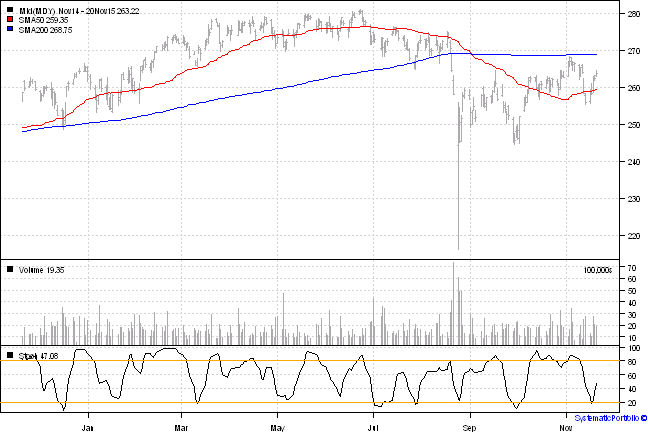 Mid(MDY), Nov14 - 20Nov15 263.22
SMA50 259.35
SMA200 268.75
280
270
260
250
240
230
220
Volume 19.35
100,000s
70
60
50
40
30
20
10
47.08
100
80
60
40
20
Jan
Mar
May
Jul
Sep
Nov
SystematicPortfolio ©